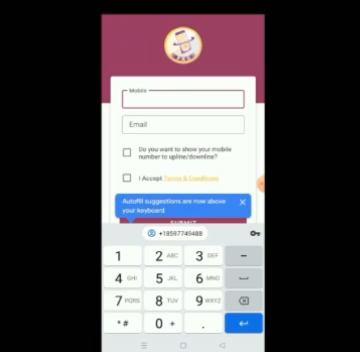 Mobile
Email
Do you want to show your mobile
number to upline/downline?
I Accept Terms & Conditions
Autofill suggestions are now above
your keyboard
SUBMIT
+18597749488
1 2 ABC 3 DEF −
4 GHI 5 JKL 6 MNO
7 PQRS 8 TUV 9 WXYZ
*# 0 + .